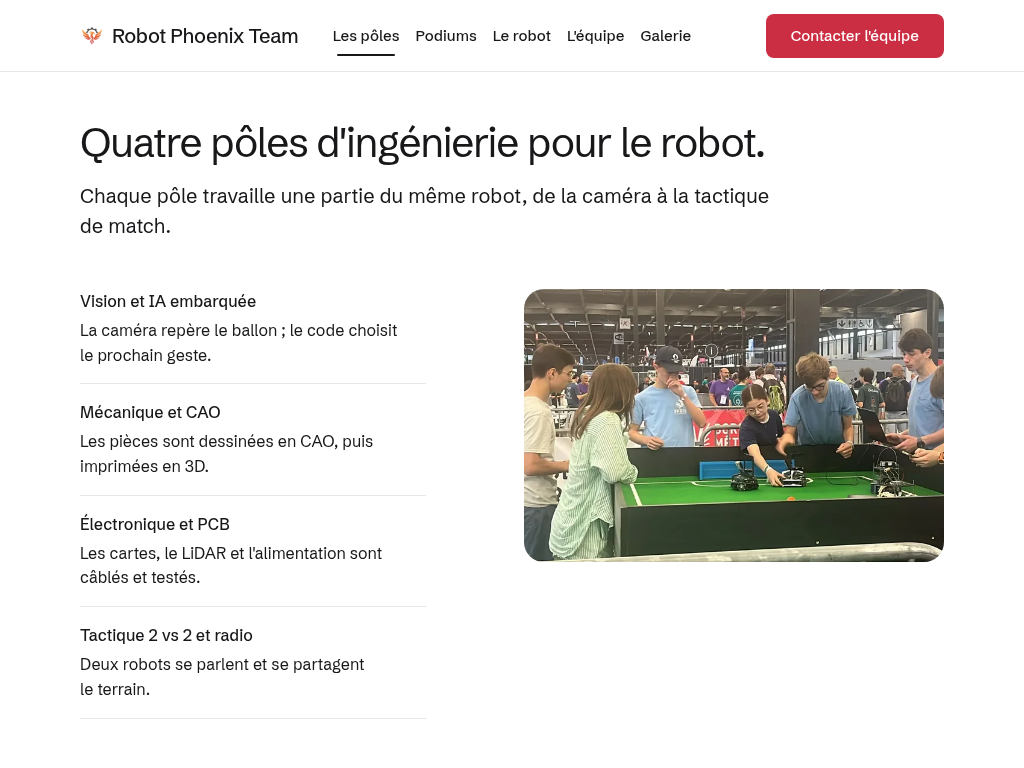 Robot Phoenix Team
Les pôles
Podiums
Le robot
L'équipe
Galerie
Contacter l'équipe
Quatre pôles d'ingénierie pour le robot.
Chaque pôle travaille une partie du même robot, de la caméra à la tactique
de match.
Vision et IA embarquée
La caméra repère le ballon ; le code choisit
le prochain geste.
Mécanique et CAO
Les pièces sont dessinées en CAO, puis
imprimées en 3D.
Électronique et PCB
Les cartes, le LiDAR et l'alimentation sont
câblés et testés.
Tactique 2 vs 2 et radio
Deux robots se parlent et se partagent
le terrain.